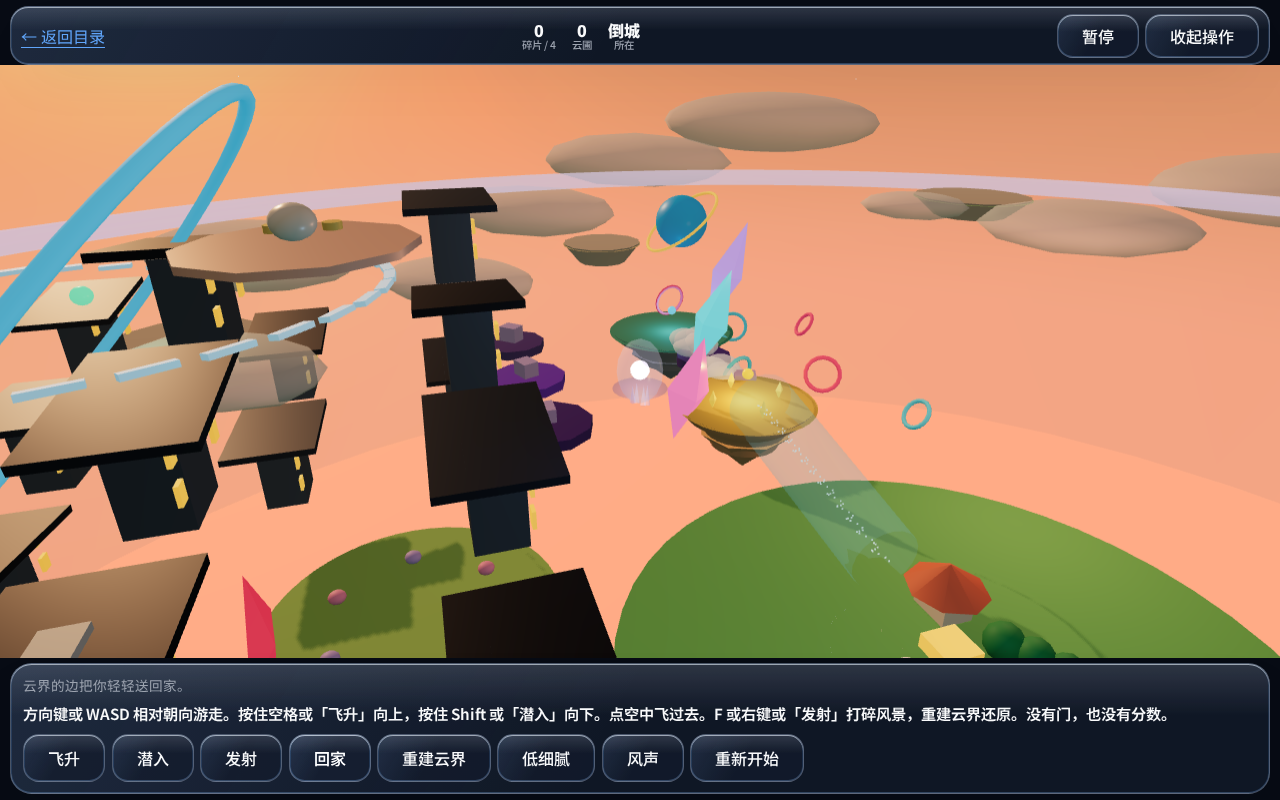 ← 返回目录
0
碎片 / 4
0
云圃
倒城
所在
暂停
收起操作
云界的边把你轻轻送回家。
方向键或 WASD 相对朝向游走。按住空格或「飞升」向上，按住 Shift 或「潜入」向下。点空中飞过去。F 或右键或「发射」打碎风景，重建云界还原。没有门，也没有分数。
飞升
潜入
发射
回家
重建云界
低细腻
风声
重新开始